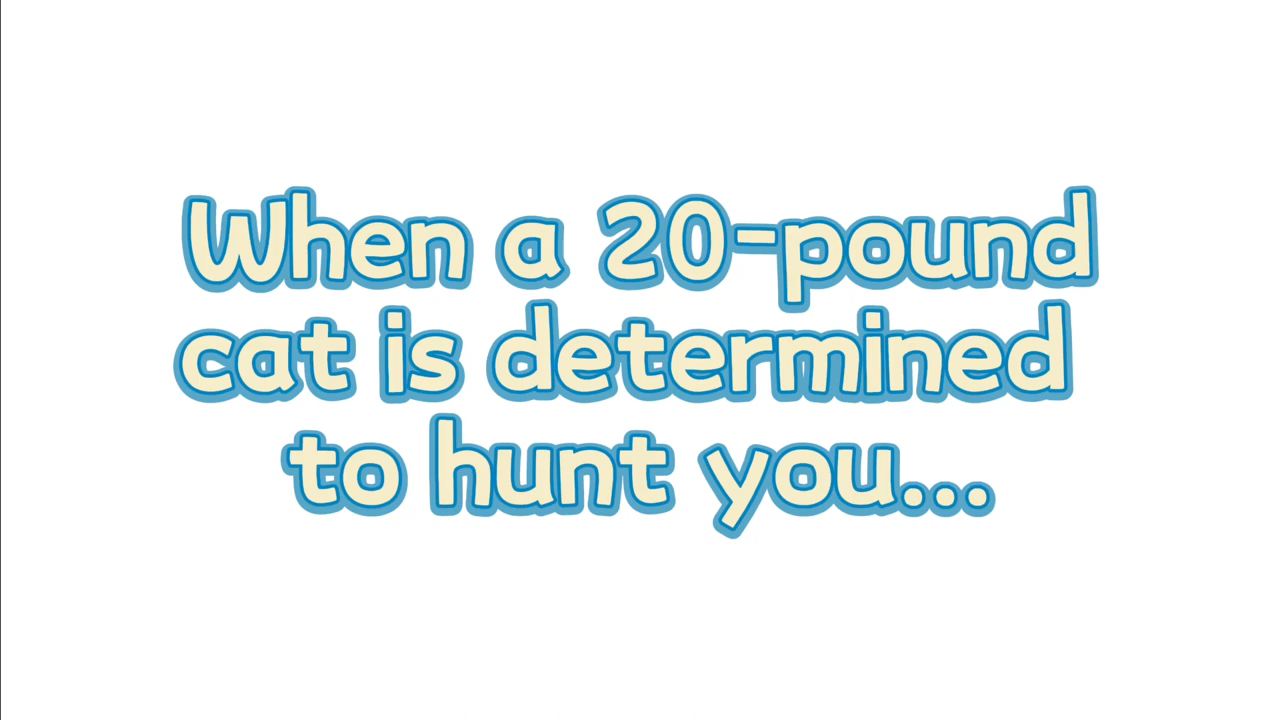 When a 20-pound
cat is determined
to hunt you...